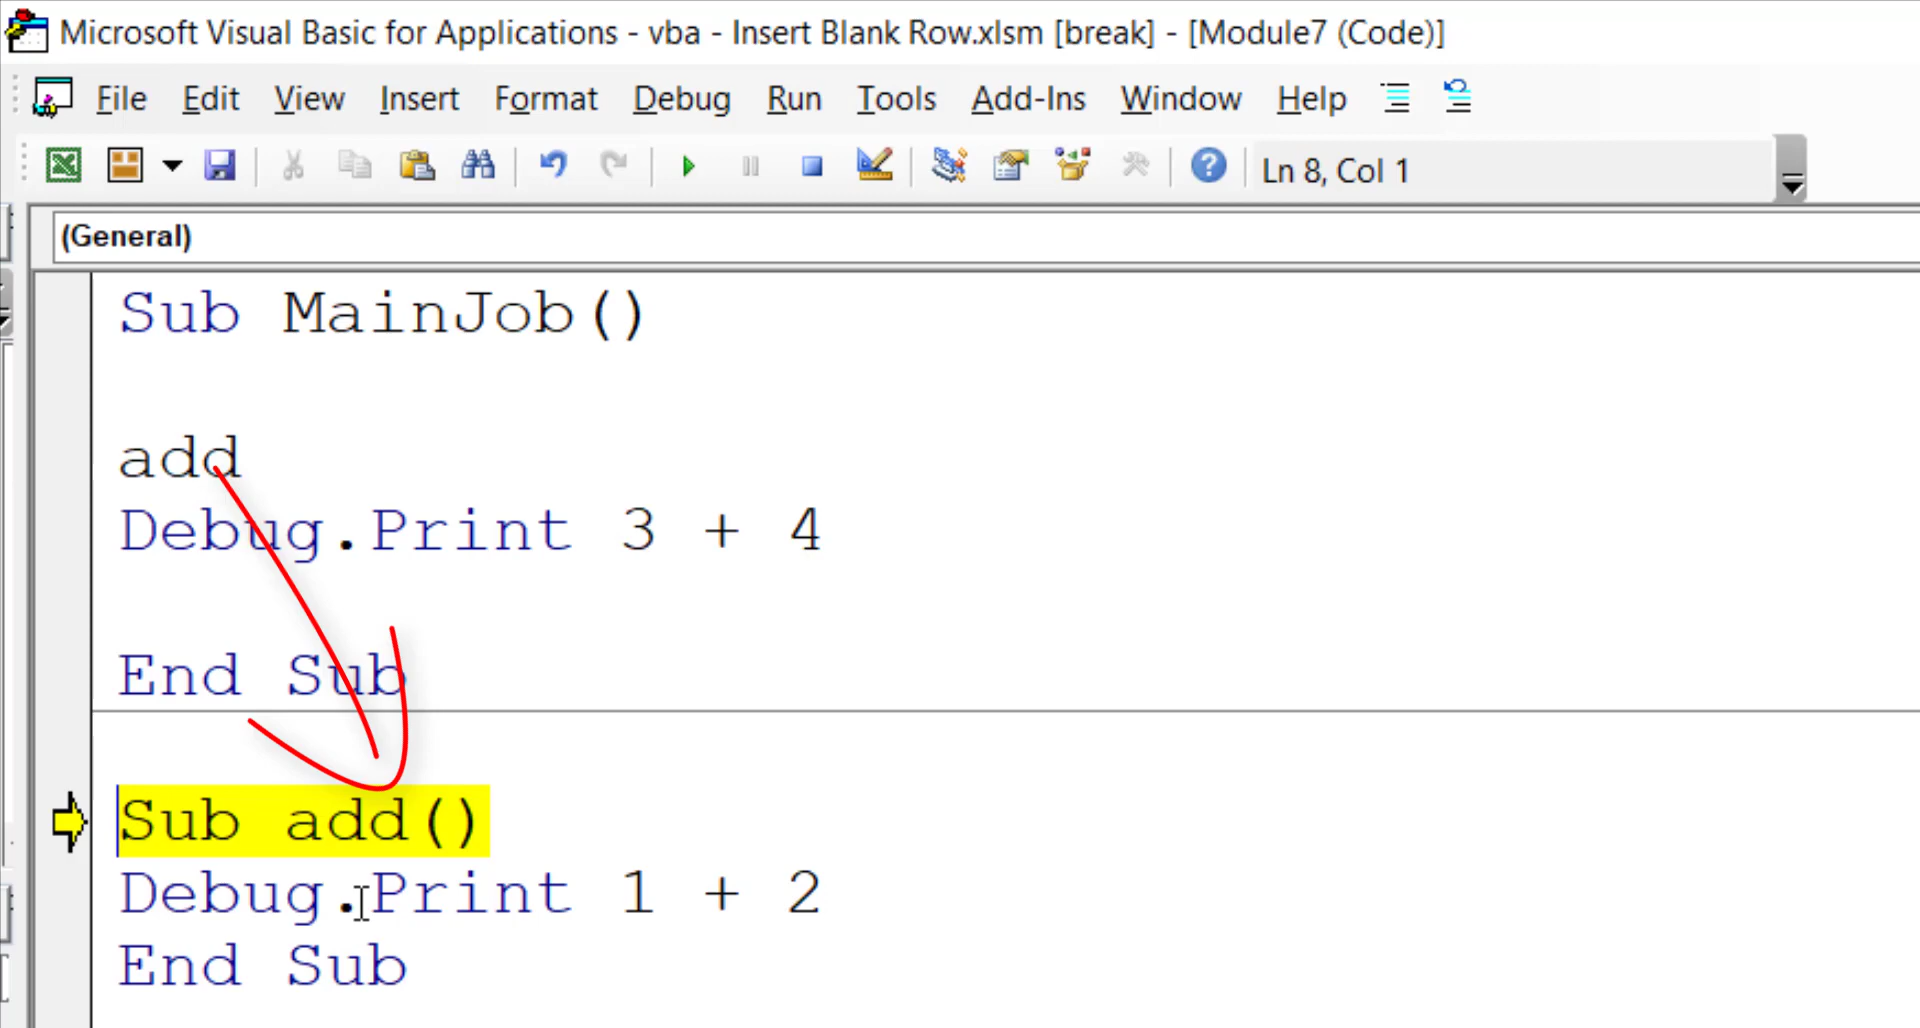 Microsoft Visual Basic for Applications - vba - Insert Blank Row.xlsm [break] - [Module7 (Code)]
File Edit View Insert Format Debug Run Tools Add-Ins Window Help
Ln 8, Col 1
(General)
Sub MainJob()
add
Debug.Print 3 + 4
End Sub
Sub add()
Debug.Print 1 + 2
End Sub